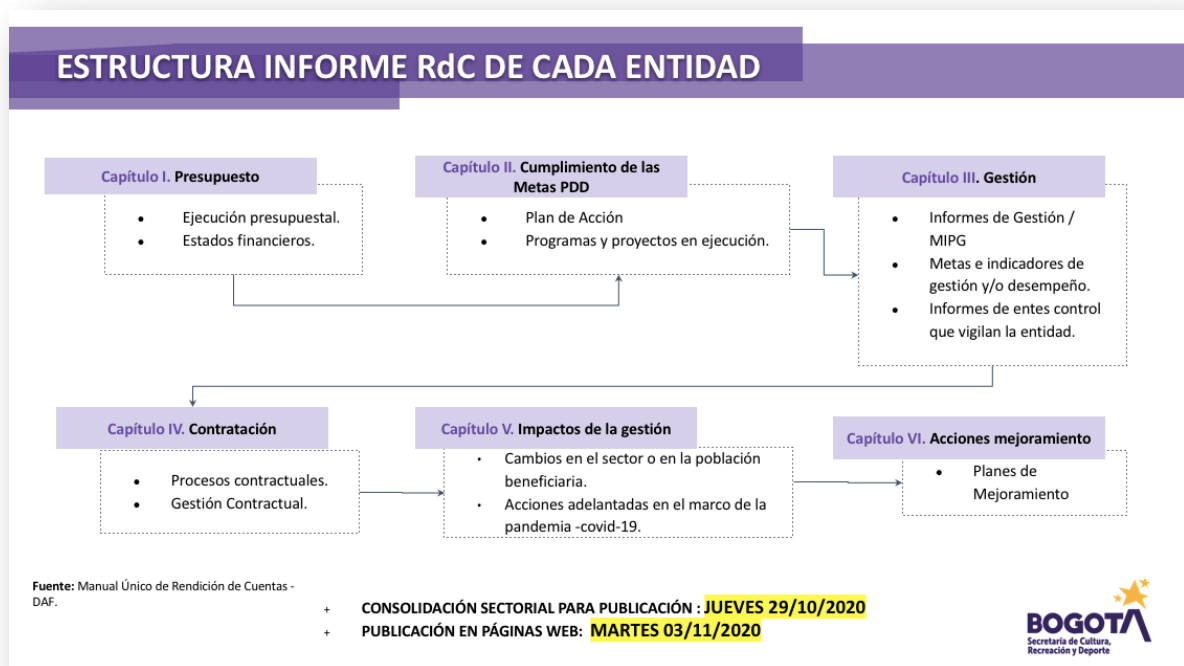 ESTRUCTURA INFORME RdC DE CADA ENTIDAD
Capítulo I. Presupuesto
• Ejecución presupuestal.
• Estados financieros.
Capítulo II. Cumplimiento de las
Metas PDD
• Plan de Acción
• Programas y proyectos en ejecución.
Capítulo III. Gestión
• Informes de Gestión /
MIPG
• Metas e indicadores de
gestión y/o desempeño.
• Informes de entes control
que vigilan la entidad.
Capítulo IV. Contratación
• Procesos contractuales.
• Gestión Contractual.
Capítulo V. Impactos de la gestión
• Cambios en el sector o en la población
beneficiaria.
• Acciones adelantadas en el marco de la
pandemia -covid-19.
Capítulo VI. Acciones mejoramiento
• Planes de
Mejoramiento
Fuente: Manual Único de Rendición de Cuentas -
DAF.
+ CONSOLIDACIÓN SECTORIAL PARA PUBLICACIÓN : JUEVES 29/10/2020
+ PUBLICACIÓN EN PÁGINAS WEB: MARTES 03/11/2020
BOGOTÁ
Secretaría de Cultura,
Recreación y Deporte